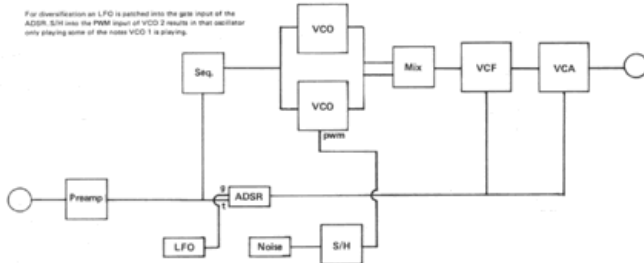 For diversification an LFO is patched into the gate input of the
ADSR. S/H into the PWM input of VCO 2 results in that oscillator
only playing some of the notes VCO 1 is playing.
VCO
Seq.
Mix
VCF
VCA
VCO
pwm
Preamp
g
t
ADSR
LFO
Noise
S/H